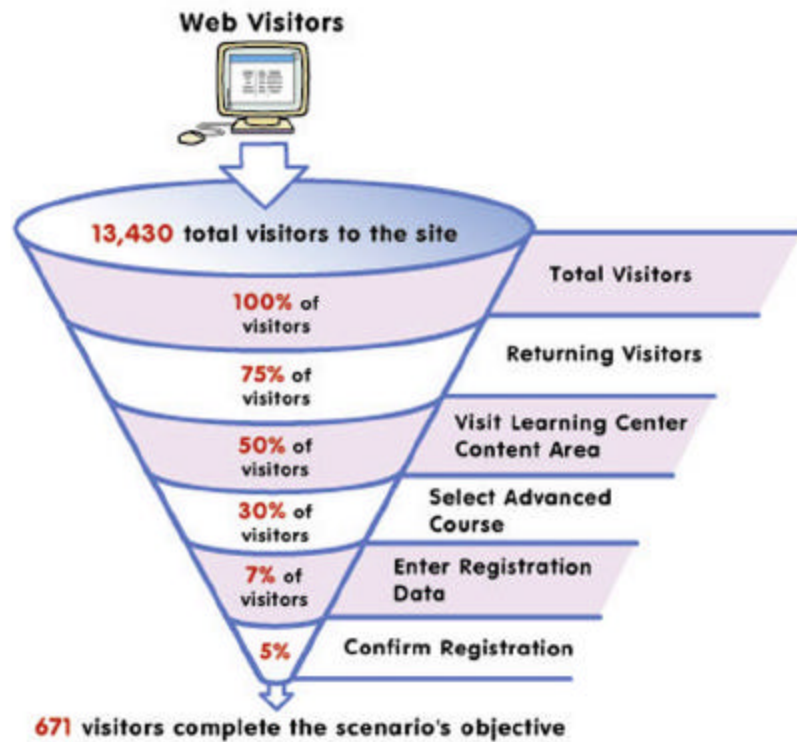 Web Visitors
13,430 total visitors to the site
100% of
visitors
Total Visitors
75% of
visitors
Returning Visitors
50% of
visitors
Visit Learning Center
Content Area
30% of
visitors
Select Advanced
Course
7% of
visitors
Enter Registration
Data
5%
Confirm Registration
671 visitors complete the scenario's objective